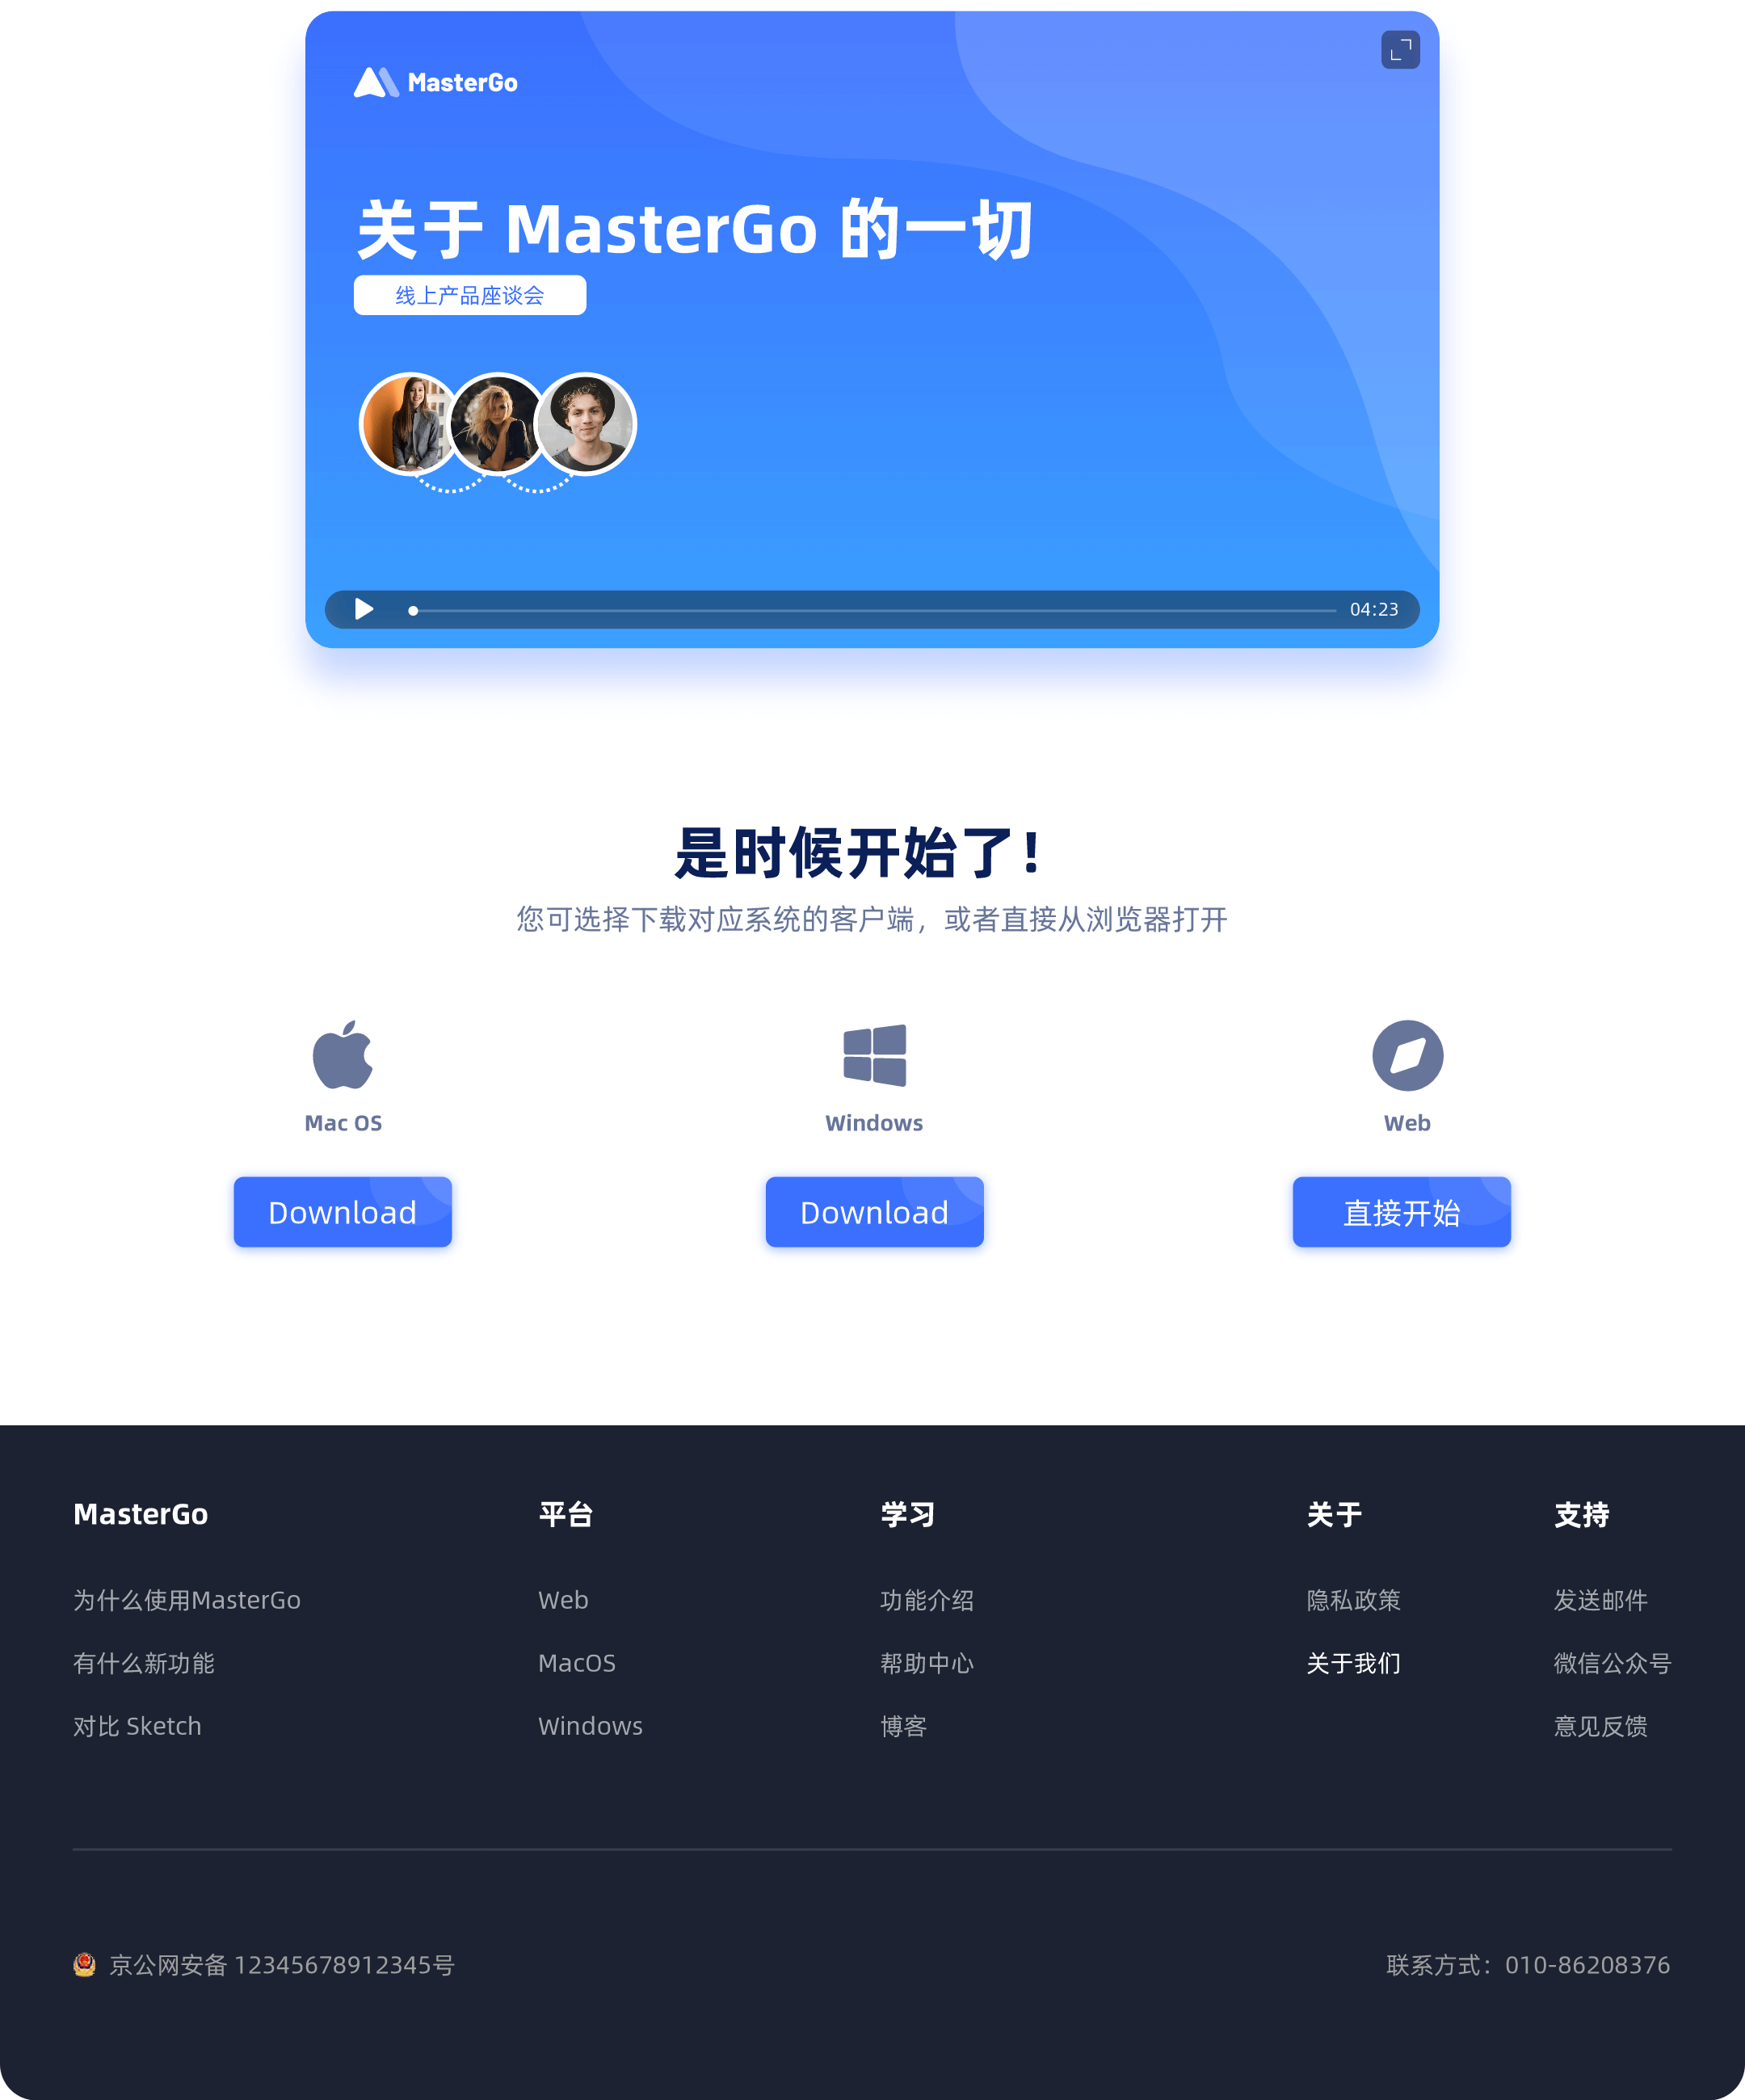 MasterGo
关于 MasterGo 的一切
线上产品座谈会
04:23
是时候开始了！
您可选择下载对应系统的客户端，或者直接从浏览器打开
Mac OS
Windows
Web
Download
Download
直接开始
MasterGo
为什么使用MasterGo
有什么新功能
对比 Sketch
平台
Web
MacOS
Windows
学习
功能介绍
帮助中心
博客
关于
隐私政策
关于我们
支持
发送邮件
微信公众号
意见反馈
京公网安备 12345678912345号
联系方式：010-86208376